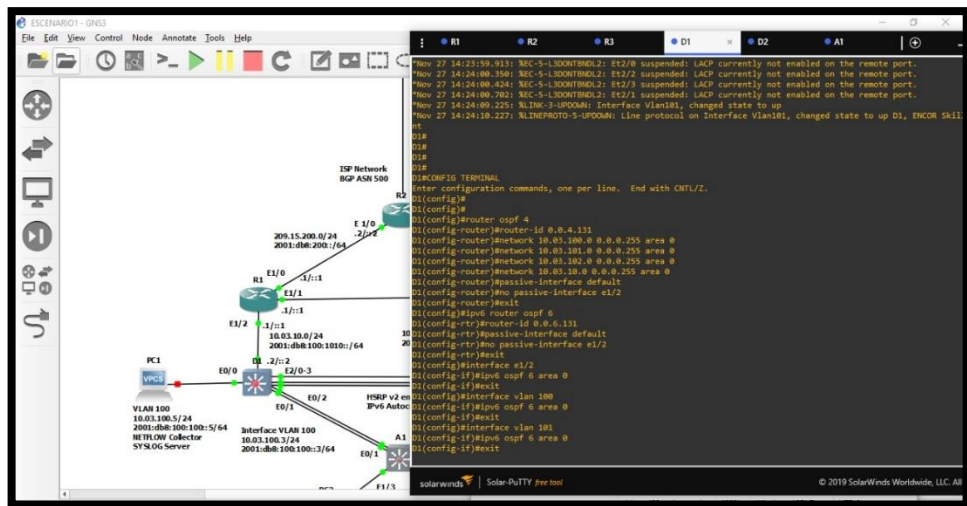 ESCENARIO1 - GNS3
File Edit View Control Node Annotate Tools Help
R1 R2 R3 D1 × D2 A1
*Nov 27 14:23:59.913: %EC-5-L3DONTBNDL2: Et2/0 suspended: LACP currently not enabled on the remote port.
*Nov 27 14:24:00.350: %EC-5-L3DONTBNDL2: Et2/2 suspended: LACP currently not enabled on the remote port.
*Nov 27 14:24:00.424: %EC-5-L3DONTBNDL2: Et2/3 suspended: LACP currently not enabled on the remote port.
*Nov 27 14:24:00.702: %EC-5-L3DONTBNDL2: Et2/1 suspended: LACP currently not enabled on the remote port.
*Nov 27 14:24:09.225: %LINK-3-UPDOWN: Interface Vlan101, changed state to up
*Nov 27 14:24:10.227: %LINEPROTO-5-UPDOWN: Line protocol on Interface Vlan101, changed state to up D1, ENCOR Skil
nt
D1#
D1#
D1#
D1#
D1#CONFIG TERMINAL
Enter configuration commands, one per line. End with CNTL/Z.
D1(config)#
D1(config)#
D1(config)#router ospf 4
D1(config-router)#router-id 0.0.4.131
D1(config-router)#network 10.03.100.0 0.0.0.255 area 0
D1(config-router)#network 10.03.101.0 0.0.0.255 area 0
D1(config-router)#network 10.03.102.0 0.0.0.255 area 0
D1(config-router)#network 10.03.10.0 0.0.0.255 area 0
D1(config-router)#passive-interface default
D1(config-router)#no passive-interface e1/2
D1(config-router)#exit
D1(config)#ipv6 router ospf 6
D1(config-rtr)#router-id 0.0.6.131
D1(config-rtr)#passive-interface default
D1(config-rtr)#no passive-interface e1/2
D1(config-rtr)#exit
D1(config)#interface e1/2
D1(config-if)#ipv6 ospf 6 area 0
D1(config-if)#exit
D1(config)#interface vlan 100
D1(config-if)#ipv6 ospf 6 area 0
D1(config-if)#exit
D1(config)#interface vlan 101
D1(config-if)#ipv6 ospf 6 area 0
D1(config-if)#exit
solarwinds Solar-PuTTY free tool © 2019 SolarWinds Worldwide, LLC. All
ISP Network
BGP ASN 500
R2
E 1/0
.2/::2
209.15.200.0/24
2001:db8:200::/64
E1/0
.1/::1
R1
E1/1
.1/::1
E1/2
.1/::1
10.03.10.0/24
2001:db8:100:1010::/64
10
20
D1 .2/::2
PC1
VPCS
E0/0
E2/0-3
E0/2
E0/1
HSRP v2 en
IPv6 Autoc
VLAN 100
10.03.100.5/24
2001:db8:100:100::5/64
NETFLOW Collector
SYSLOG Server
Interface VLAN 100
10.03.100.3/24
2001:db8:100:100::3/64
A1
E0/1
E1/3